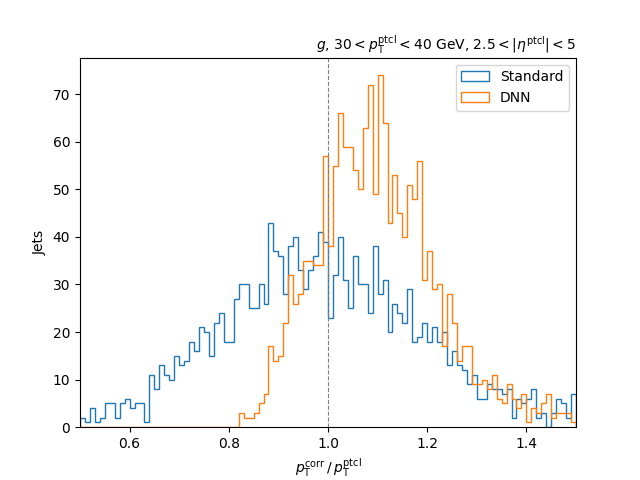 g, 30 < p_T^ptcl < 40 GeV, 2.5 < |η^ptcl| < 5
Standard
DNN
Jets
70
60
50
40
30
20
10
0
0.6 0.8 1.0 1.2 1.4
p_T^corr / p_T^ptcl